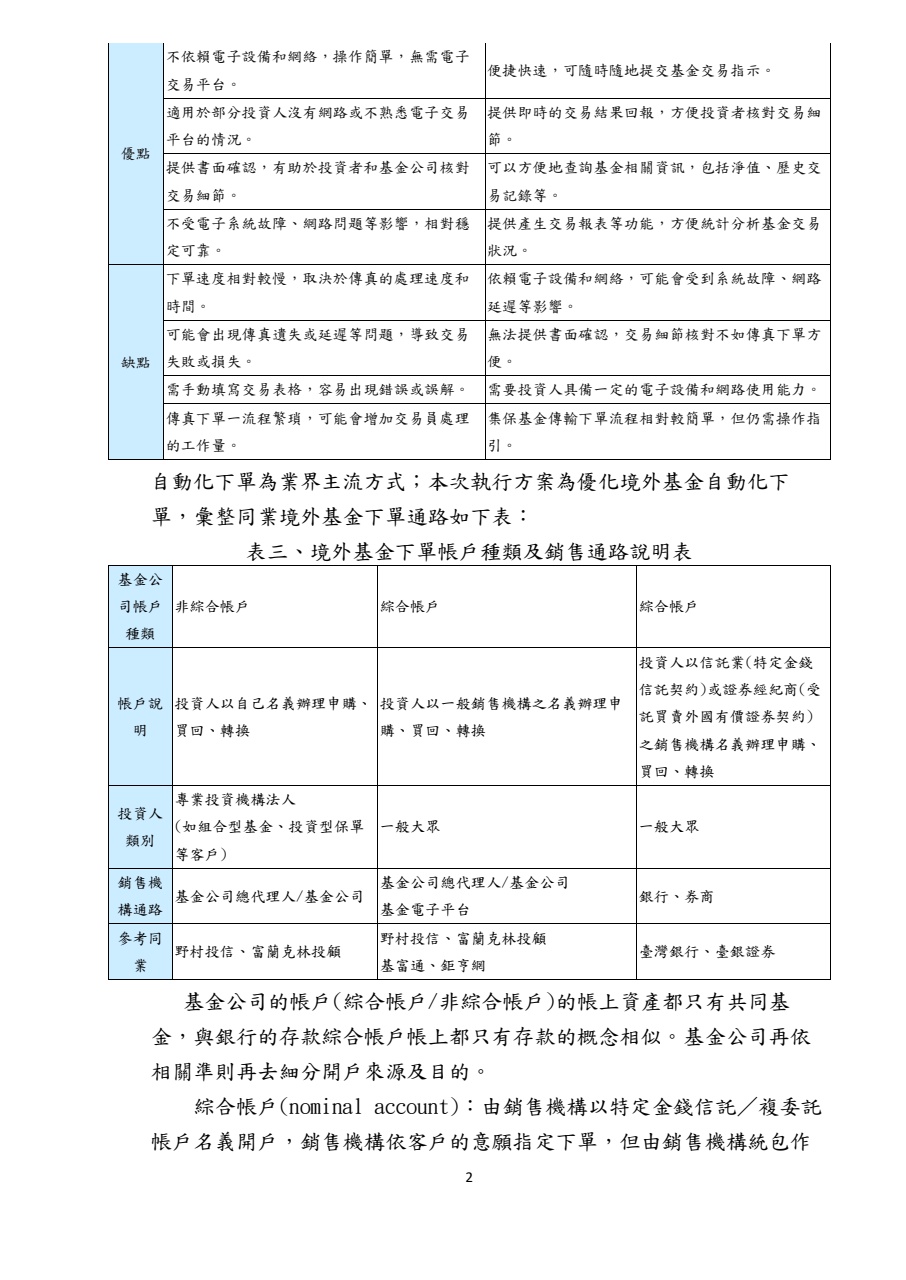 不依賴電子設備和網絡，操作簡單，無需電子
交易平台。
便捷快速，可隨時隨地提交基金交易指示。
優點
適用於部分投資人沒有網路或不熟悉電子交易
平台的情況。
提供即時的交易結果回報，方便投資者核對交易細
節。
提供書面確認，有助於投資者和基金公司核對
交易細節。
可以方便地查詢基金相關資訊，包括淨值、歷史交
易記錄等。
不受電子系統故障、網路問題等影響，相對穩
定可靠。
提供產生交易報表等功能，方便統計分析基金交易
狀況。
缺點
下單速度相對較慢，取決於傳真的處理速度和
時間。
依賴電子設備和網絡，可能會受到系統故障、網路
延遲等影響。
可能會出現傳真遺失或延遲等問題，導致交易
失敗或損失。
無法提供書面確認，交易細節核對不如傳真下單方
便。
需手動填寫交易表格，容易出現錯誤或誤解。
需要投資人具備一定的電子設備和網路使用能力。
傳真下單一流程繁瑣，可能會增加交易員處理
的工作量。
集保基金傳輸下單流程相對較簡單，但仍需操作指
引。
自動化下單為業界主流方式；本次執行方案為優化境外基金自動化下
單，彙整同業境外基金下單通路如下表：
表三、境外基金下單帳戶種類及銷售通路說明表
基金公
司帳戶
種類
非綜合帳戶
綜合帳戶
綜合帳戶
帳戶說
明
投資人以自己名義辦理申購、
買回、轉換
投資人以一般銷售機構之名義辦理申
購、買回、轉換
投資人以信託業(特定金錢
信託契約)或證券經紀商(受
託買賣外國有價證券契約)
之銷售機構名義辦理申購、
買回、轉換
投資人
類別
專業投資機構法人
(如組合型基金、投資型保單
等客戶)
一般大眾
一般大眾
銷售機
構通路
基金公司總代理人/基金公司
基金公司總代理人/基金公司
基金電子平台
銀行、券商
參考同
業
野村投信、富蘭克林投顧
野村投信、富蘭克林投顧
基富通、鉅亨網
臺灣銀行、臺銀證券
基金公司的帳戶(綜合帳戶/非綜合帳戶)的帳上資產都只有共同基
金，與銀行的存款綜合帳戶帳上都只有存款的概念相似。基金公司再依
相關準則再去細分開戶來源及目的。
綜合帳戶(nominal account)：由銷售機構以特定金錢信託／複委託
帳戶名義開戶，銷售機構依客戶的意願指定下單，但由銷售機構統包作
2